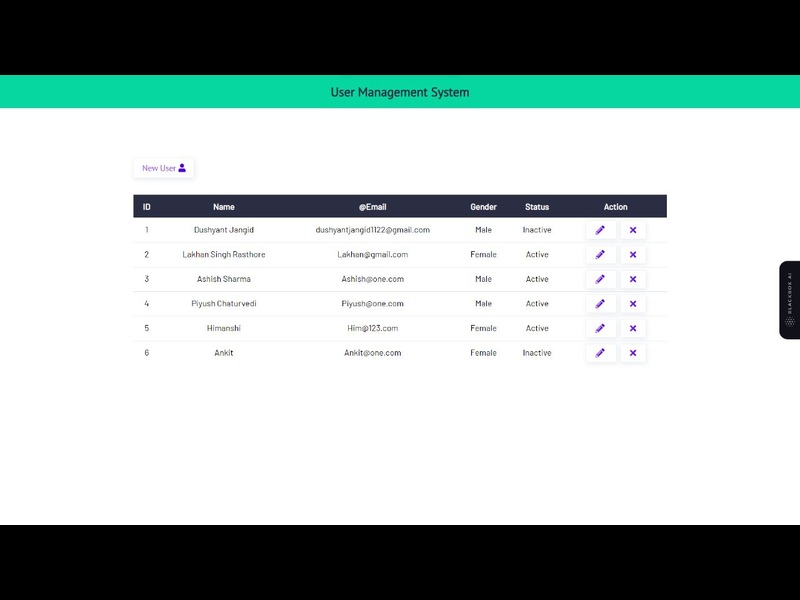 User Management System
New User
ID Name @Email Gender Status Action
1 Dushyant Jangid dushyantjangid1122@gmail.com Male Inactive
2 Lakhan Singh Rasthore Lakhan@gmail.com Female Active
3 Ashish Sharma Ashish@one.com Male Active
4 Piyush Chaturvedi Piyush@one.com Male Active
5 Himanshi Him@123.com Female Active
6 Ankit Ankit@one.com Female Inactive
BLACKBOX AI